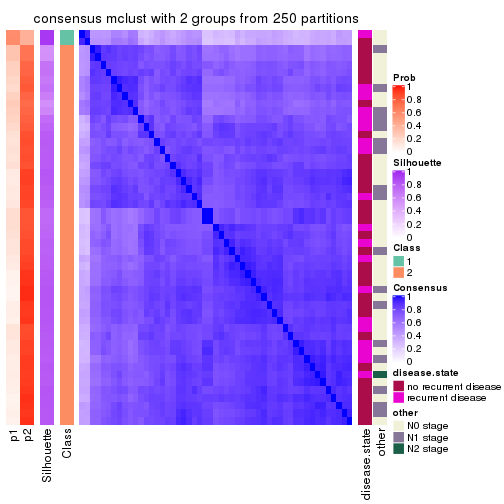 consensus mclust with 2 groups from 250 partitions
Prob
1
0.8
0.6
0.4
0.2
0
Silhouette
1
0.8
0.6
0.4
0.2
0
Class
1
2
Consensus
1
0.8
0.6
0.4
0.2
0
disease.state
no recurrent disease
recurrent disease
other
N0 stage
N1 stage
N2 stage
p1
p2
Silhouette
Class
disease.state
other